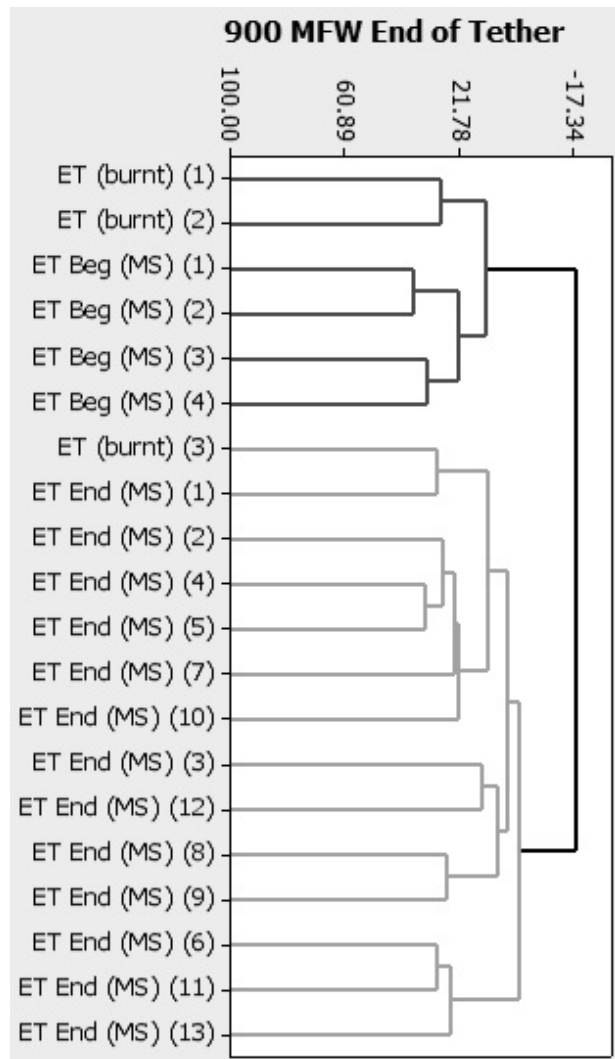 900 MFW End of Tether
100.00 60.89 21.78 -17.34
ET (burnt) (1)
ET (burnt) (2)
ET Beg (MS) (1)
ET Beg (MS) (2)
ET Beg (MS) (3)
ET Beg (MS) (4)
ET (burnt) (3)
ET End (MS) (1)
ET End (MS) (2)
ET End (MS) (4)
ET End (MS) (5)
ET End (MS) (7)
ET End (MS) (10)
ET End (MS) (3)
ET End (MS) (12)
ET End (MS) (8)
ET End (MS) (9)
ET End (MS) (6)
ET End (MS) (11)
ET End (MS) (13)